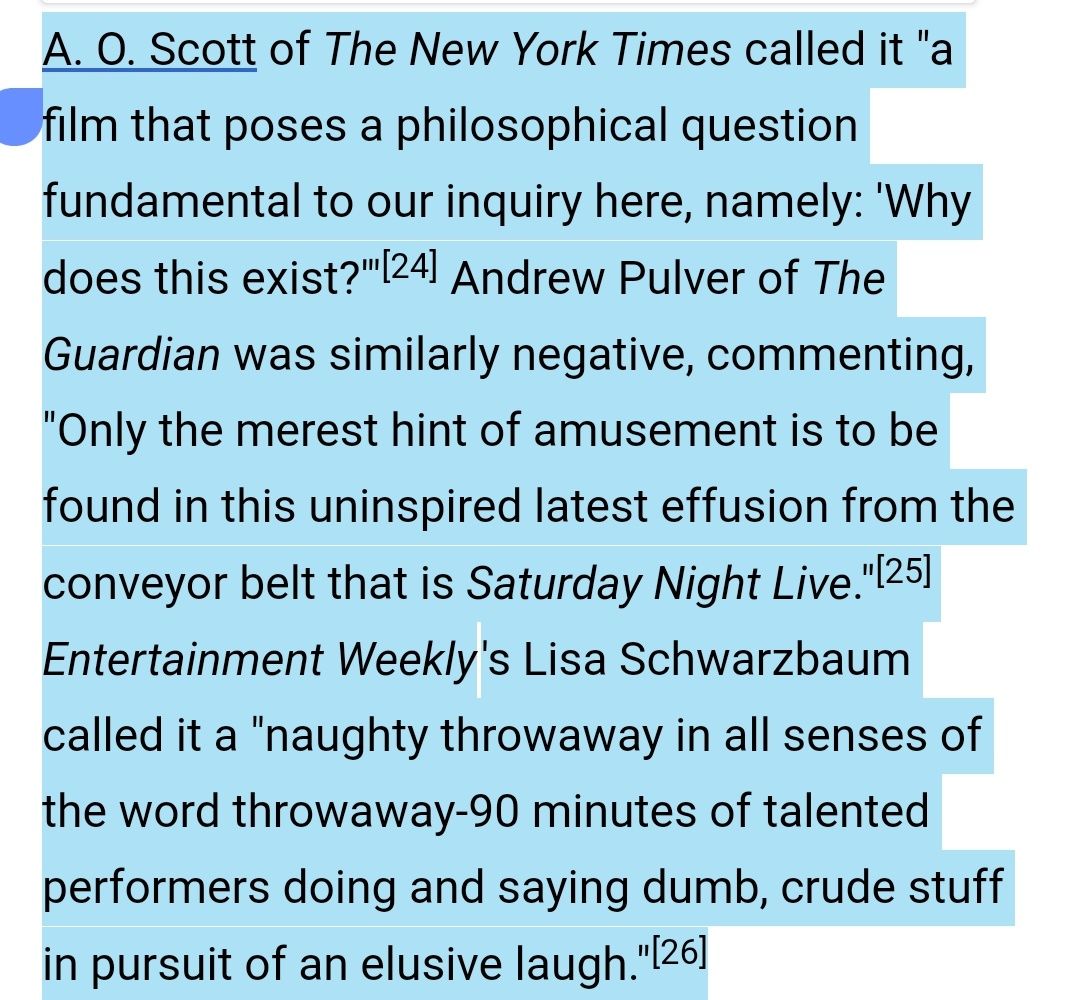 A. O. Scott of The New York Times called it "a
film that poses a philosophical question
fundamental to our inquiry here, namely: 'Why
does this exist?'"[24] Andrew Pulver of The
Guardian was similarly negative, commenting,
"Only the merest hint of amusement is to be
found in this uninspired latest effusion from the
conveyor belt that is Saturday Night Live."[25]
Entertainment Weekly's Lisa Schwarzbaum
called it a "naughty throwaway in all senses of
the word throwaway-90 minutes of talented
performers doing and saying dumb, crude stuff
in pursuit of an elusive laugh."[26]